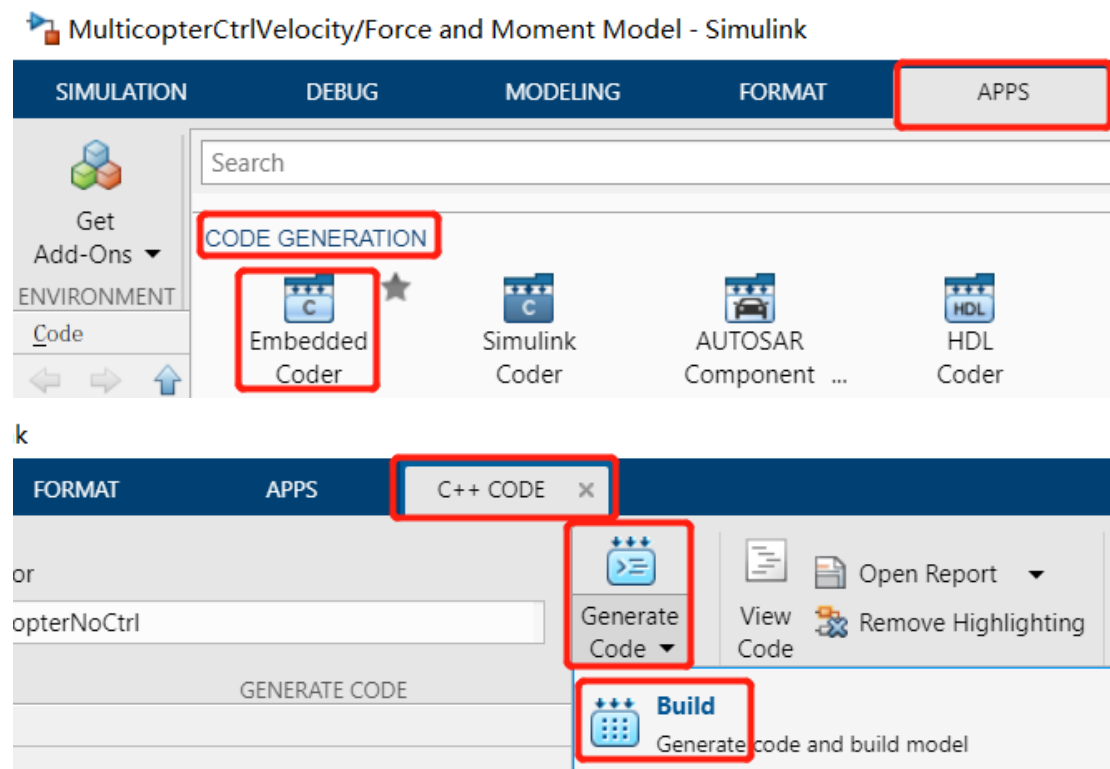 MulticopterCtrlVelocity/Force and Moment Model - Simulink
SIMULATION DEBUG MODELING FORMAT APPS
Search
Get
Add-Ons
ENVIRONMENT
Code
CODE GENERATION
C C HDL
Embedded Simulink AUTOSAR HDL
Coder Coder Component ... Coder
k
FORMAT APPS C++ CODE
or
opterNoCtrl
GENERATE CODE
Generate
Code
View
Code
Open Report
Remove Highlighting
Build
Generate code and build model